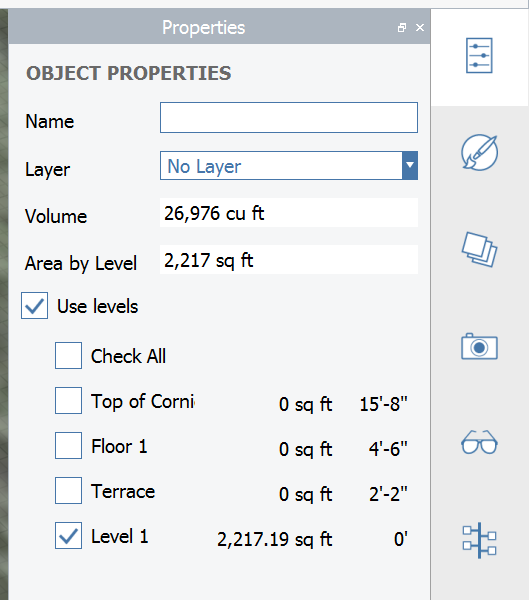 Properties
OBJECT PROPERTIES
Name
Layer No Layer
Volume 26,976 cu ft
Area by Level 2,217 sq ft
Use levels
Check All
Top of Corni 0 sq ft 15'-8"
Floor 1 0 sq ft 4'-6"
Terrace 0 sq ft 2'-2"
Level 1 2,217.19 sq ft 0'